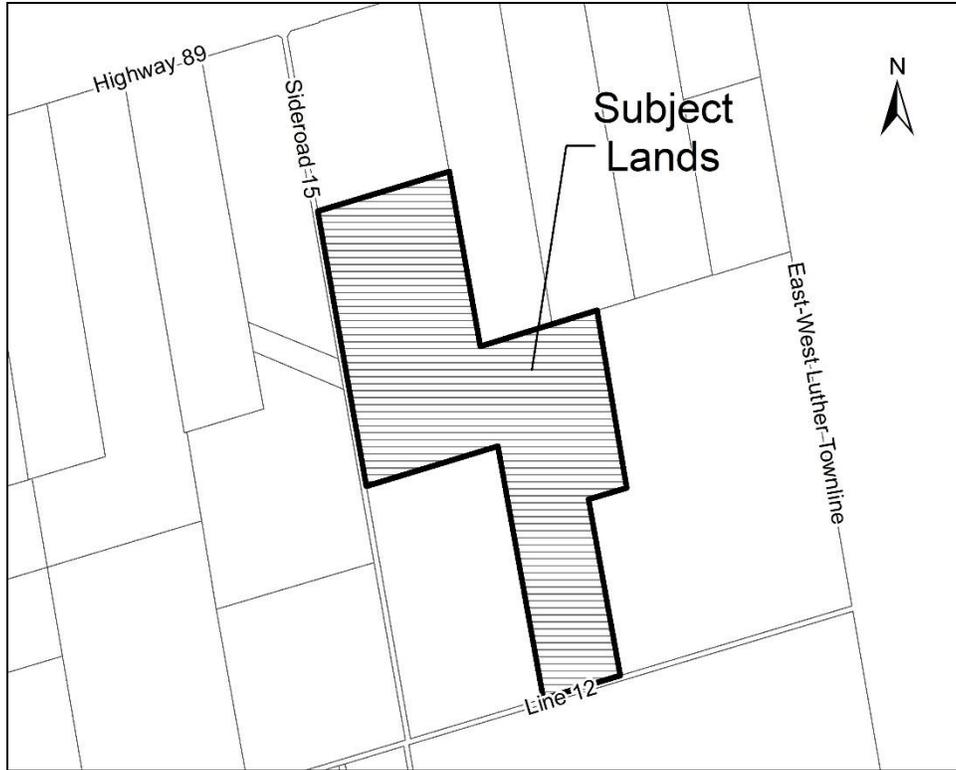 Highway 89
N
Sideroad 15
Subject
Lands
East-West Luther Townline
Line 12